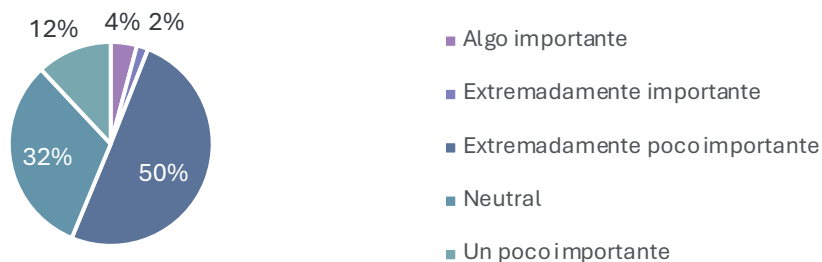 12%
4% 2%
32%
50%
Algo importante
Extremadamente importante
Extremadamente poco importante
Neutral
Un poco importante